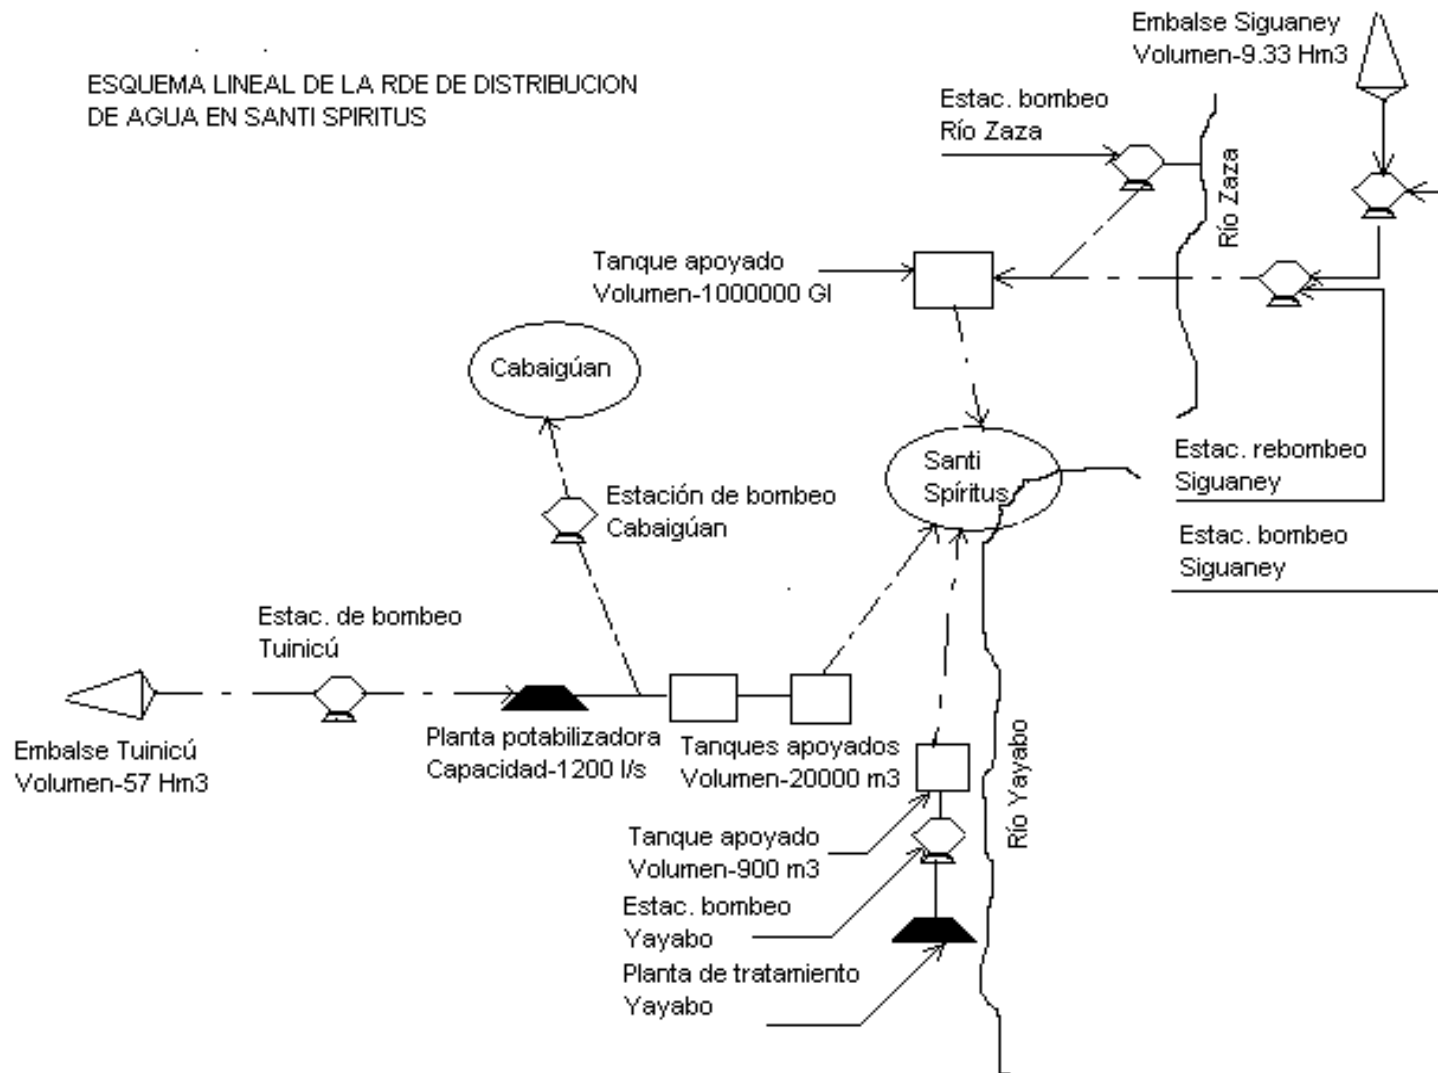 ESQUEMA LINEAL DE LA RDE DE DISTRIBUCION
DE AGUA EN SANTI SPIRITUS
Embalse Siguaney
Volumen-9.33 Hm3
Estac. bombeo
Río Zaza
Río Zaza
Tanque apoyado
Volumen-1000000 Gl
Cabaigúan
Santi
Spíritus
Estac. rebombeo
Siguaney
Estación de bombeo
Cabaigúan
Estac. bombeo
Siguaney
Estac. de bombeo
Tuinicú
Embalse Tuinicú
Volumen-57 Hm3
Planta potabilizadora
Capacidad-1200 l/s
Tanques apoyados
Volumen-20000 m3
Río Yayabo
Tanque apoyado
Volumen-900 m3
Estac. bombeo
Yayabo
Planta de tratamiento
Yayabo